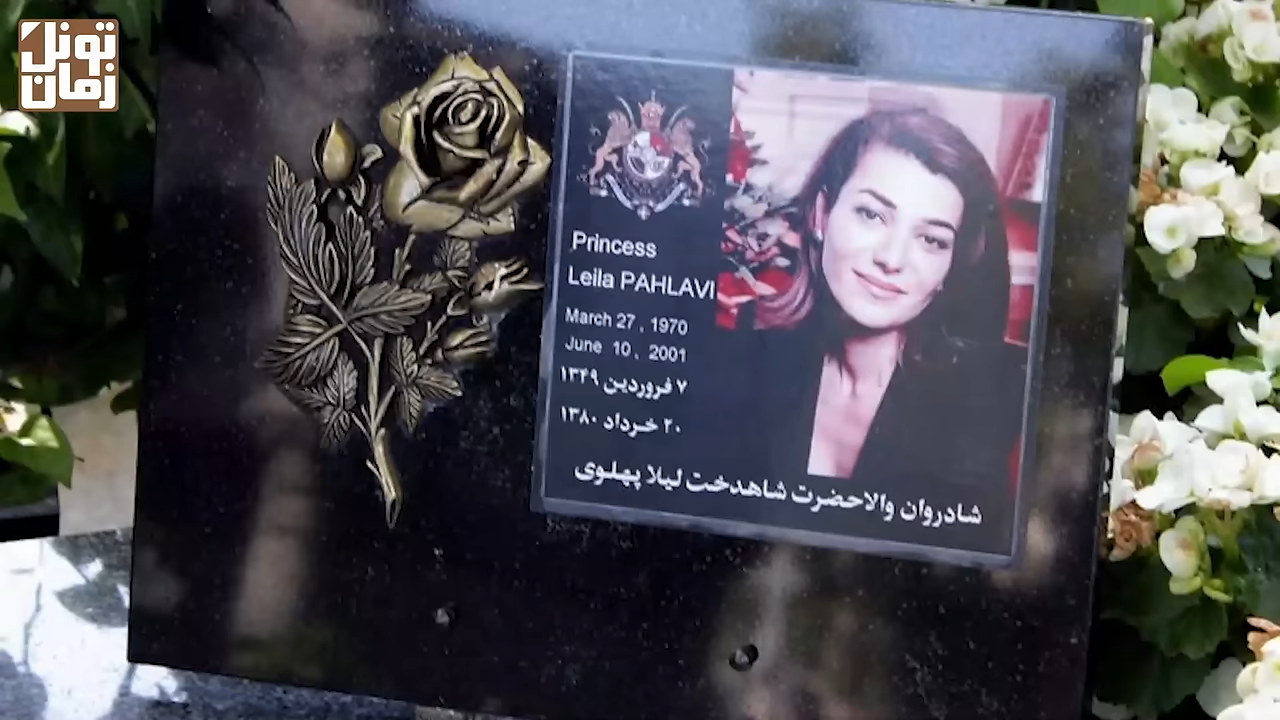 تونل
زمان
Princess
Leila PAHLAVI
March 27 , 1970
June 10 , 2001
۷ فروردین ۱۳۴۹
۲۰ خرداد ۱۳۸۰
شادروان والاحضرت شاهدخت لیلا پهلوی